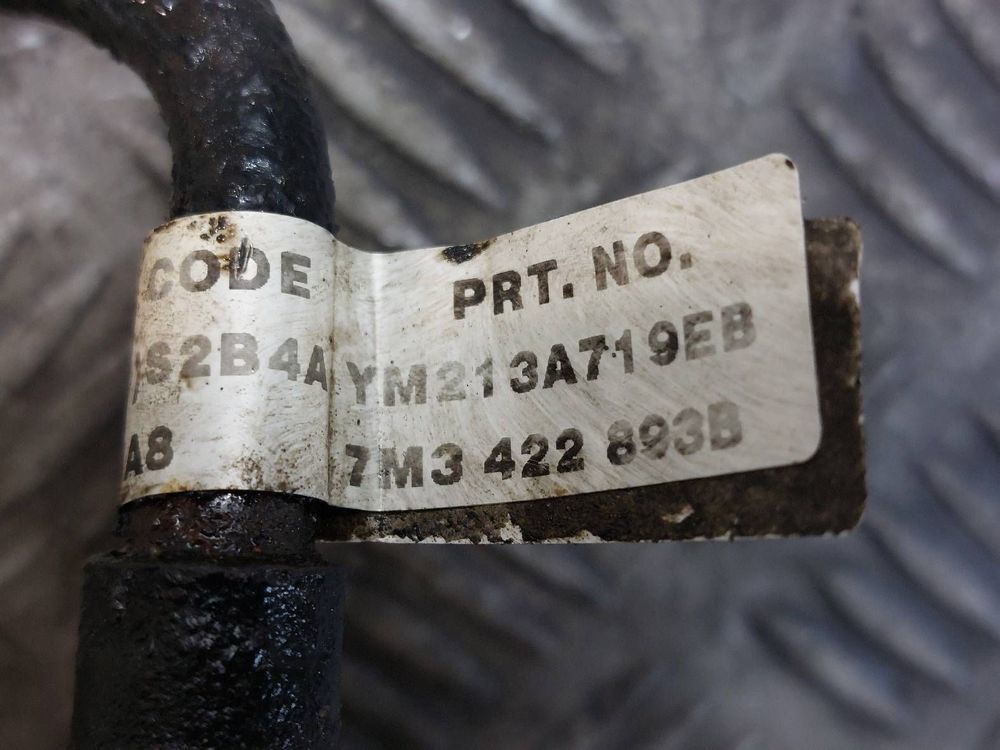 CODE PRT. NO.
S2B4A YM213A719EB
A8 7M3 422 893B